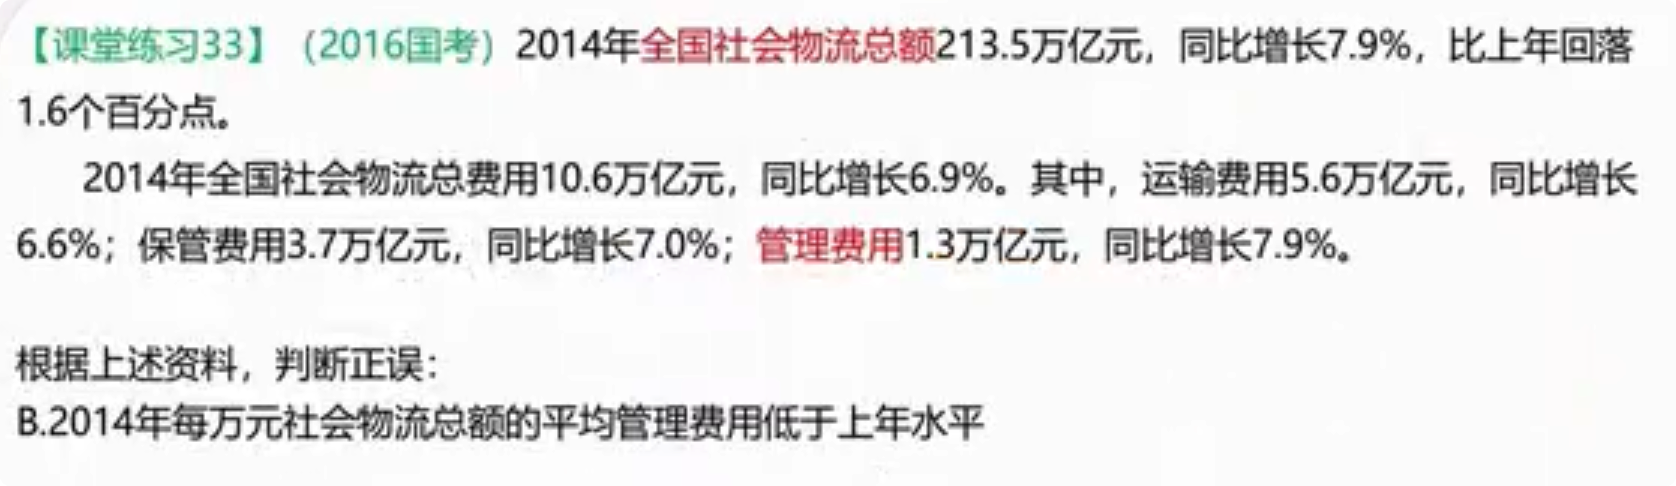 【课堂练习33】（2016国考）2014年全国社会物流总额213.5万亿元，同比增长7.9%，比上年回落
1.6个百分点。
2014年全国社会物流总费用10.6万亿元，同比增长6.9%。其中，运输费用5.6万亿元，同比增长
6.6%；保管费用3.7万亿元，同比增长7.0%；管理费用1.3万亿元，同比增长7.9%。
根据上述资料，判断正误：
B.2014年每万元社会物流总额的平均管理费用低于上年水平